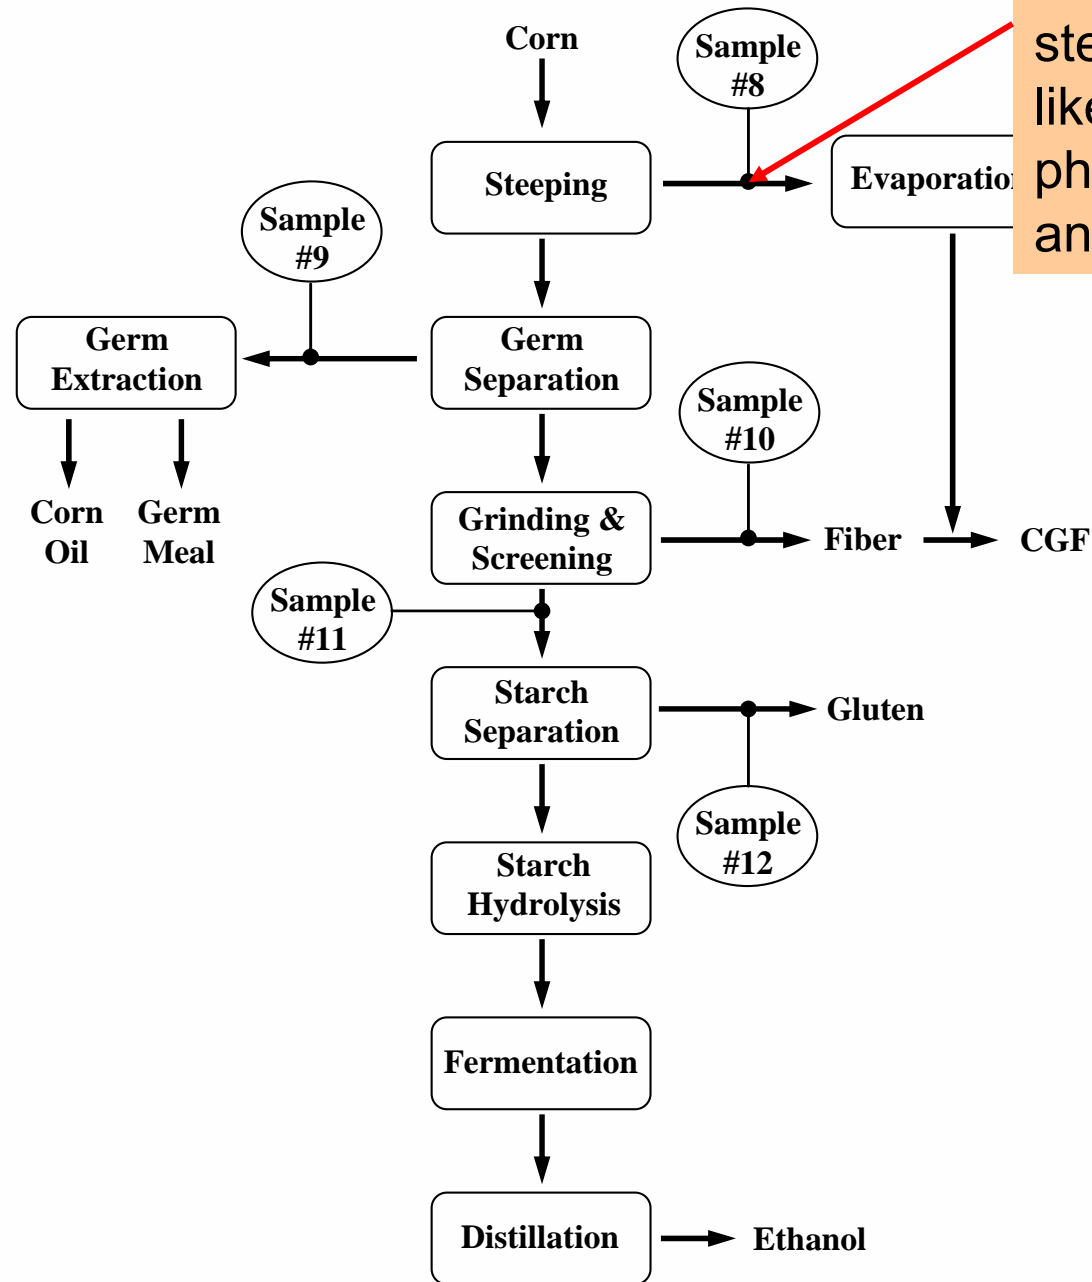 Corn
Sample
#8
Steeping
Sample
#9
Germ
Extraction
Germ
Separation
Sample
#10
Corn
Oil
Germ
Meal
Grinding &
Screening
Fiber
CGF
Sample
#11
Starch
Separation
Gluten
Sample
#12
Starch
Hydrolysis
Fermentation
Distillation
Ethanol